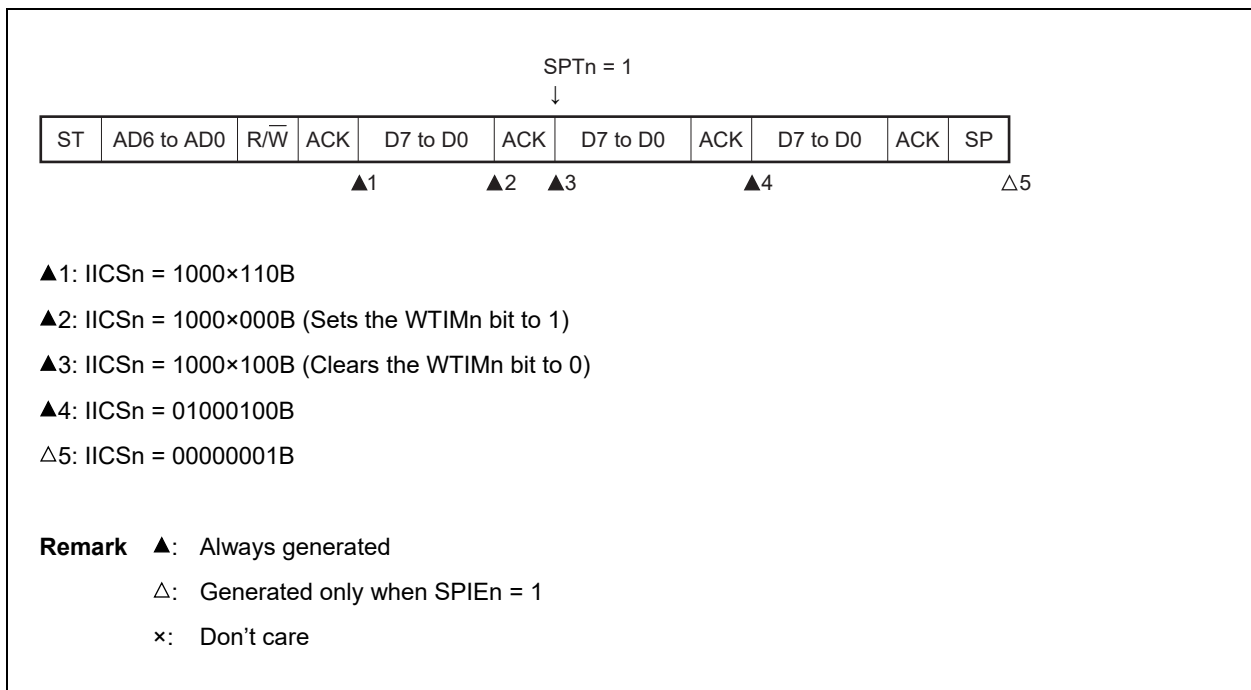 SPTn = 1
↓
ST AD6 to AD0 R/W̅ ACK D7 to D0 ACK D7 to D0 ACK D7 to D0 ACK SP
▲1 ▲2 ▲3 ▲4 △5
▲1: IICSn = 1000×110B
▲2: IICSn = 1000×000B (Sets the WTIMn bit to 1)
▲3: IICSn = 1000×100B (Clears the WTIMn bit to 0)
▲4: IICSn = 01000100B
△5: IICSn = 00000001B
Remark ▲: Always generated
△: Generated only when SPIEn = 1
×: Don’t care